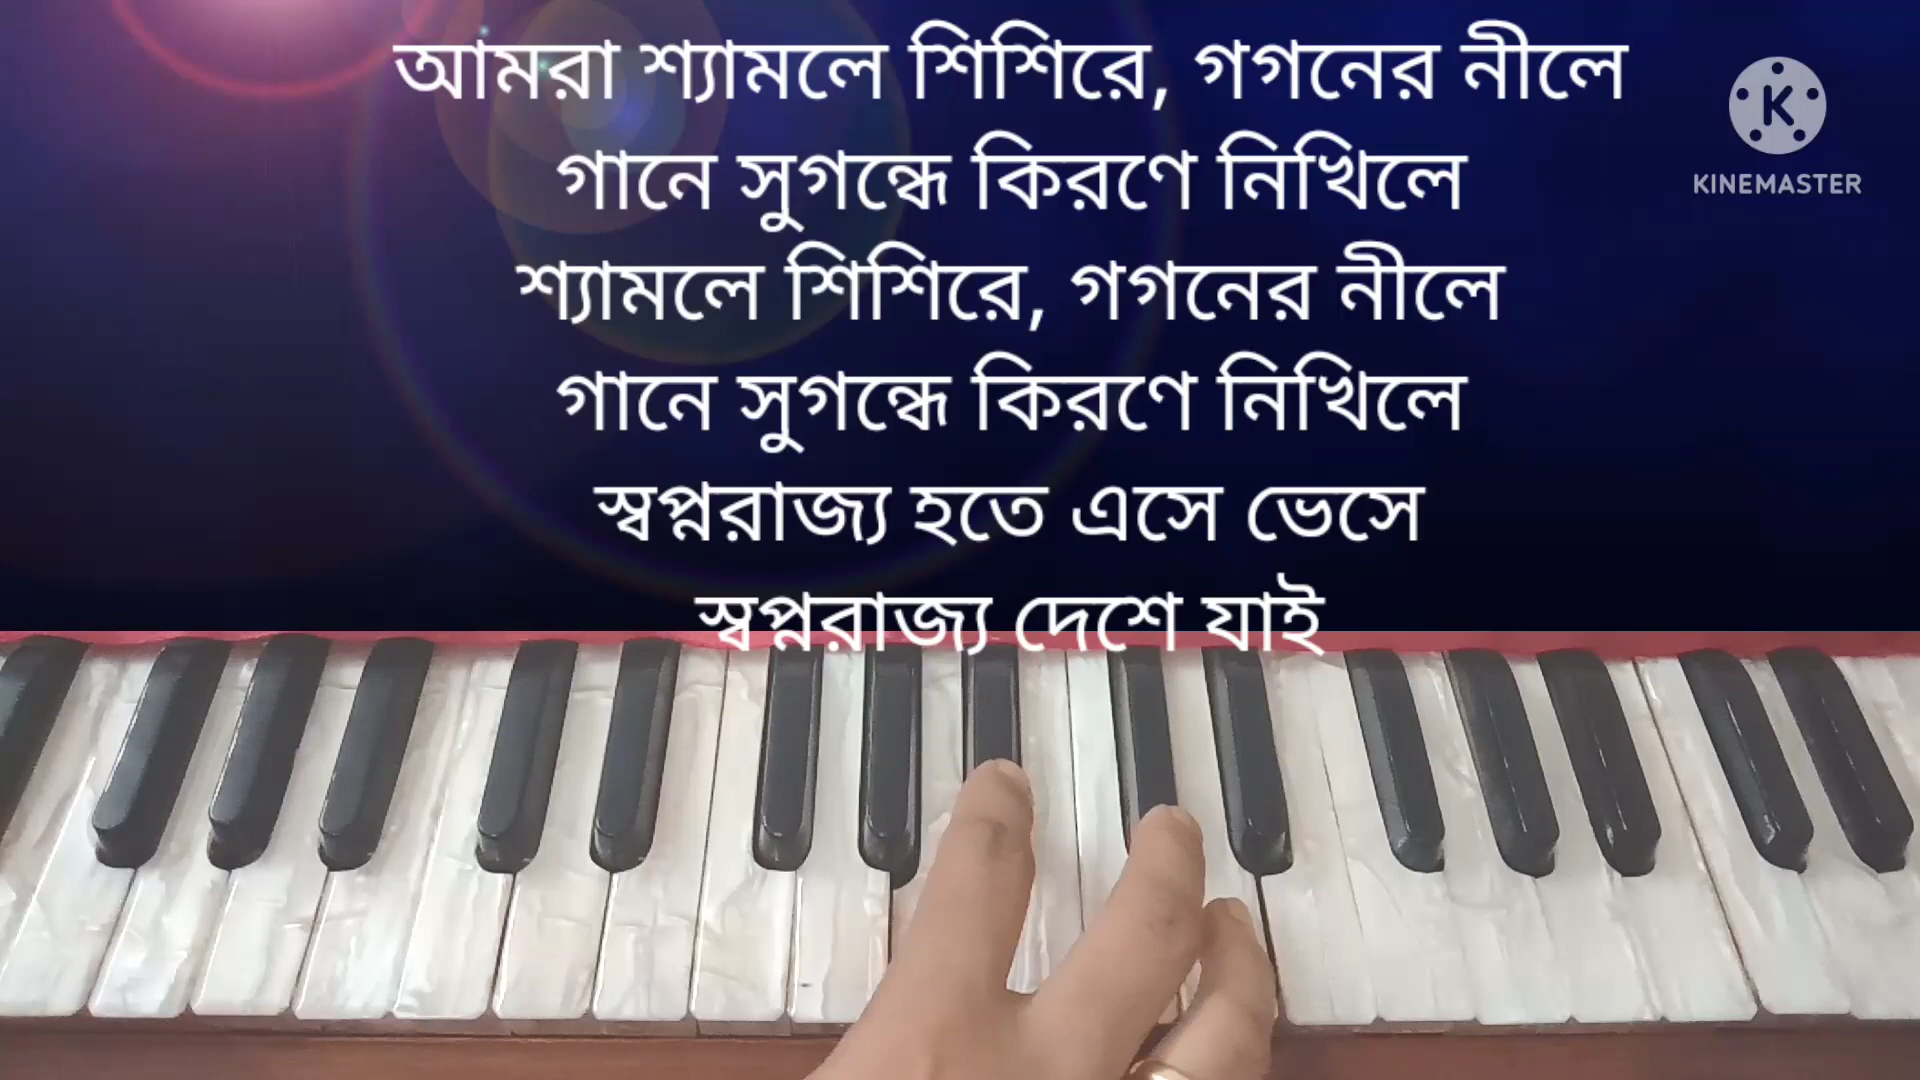 আমরা শ্যামলে শিশিরে, গগনের নীলে
গানে সুগন্ধে কিরণে নিখিলে
শ্যামলে শিশিরে, গগনের নীলে
গানে সুগন্ধে কিরণে নিখিলে
স্বপ্নরাজ্য হতে এসে ভেসে
স্বপ্নরাজ্য দেশে যাই
K
KINEMASTER